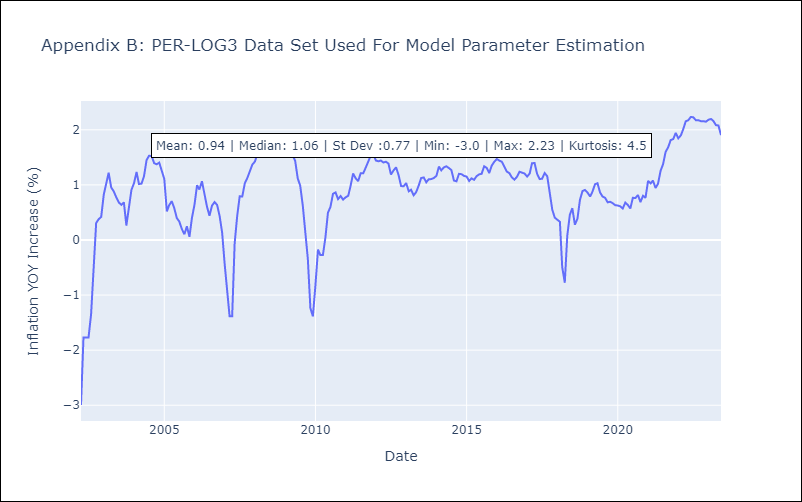 Appendix B: PER-LOG3 Data Set Used For Model Parameter Estimation
Mean: 0.94 | Median: 1.06 | St Dev :0.77 | Min: -3.0 | Max: 2.23 | Kurtosis: 4.5
Inflation YOY Increase (%)
2
1
0
−1
−2
−3
2005 2010 2015 2020
Date